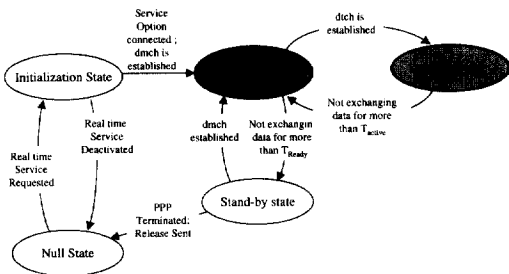 Service
Option
connected ;
dmch is
established
dtch is
established
Initialization State
Not exchanging
data for more
than Tactive
dmch
established
Not exchangin
data for more
than TReady
Real time
Service
Deactivated
Real time
Service
Requested
Stand-by state
PPP
Terminated;
Release Sent
Null State